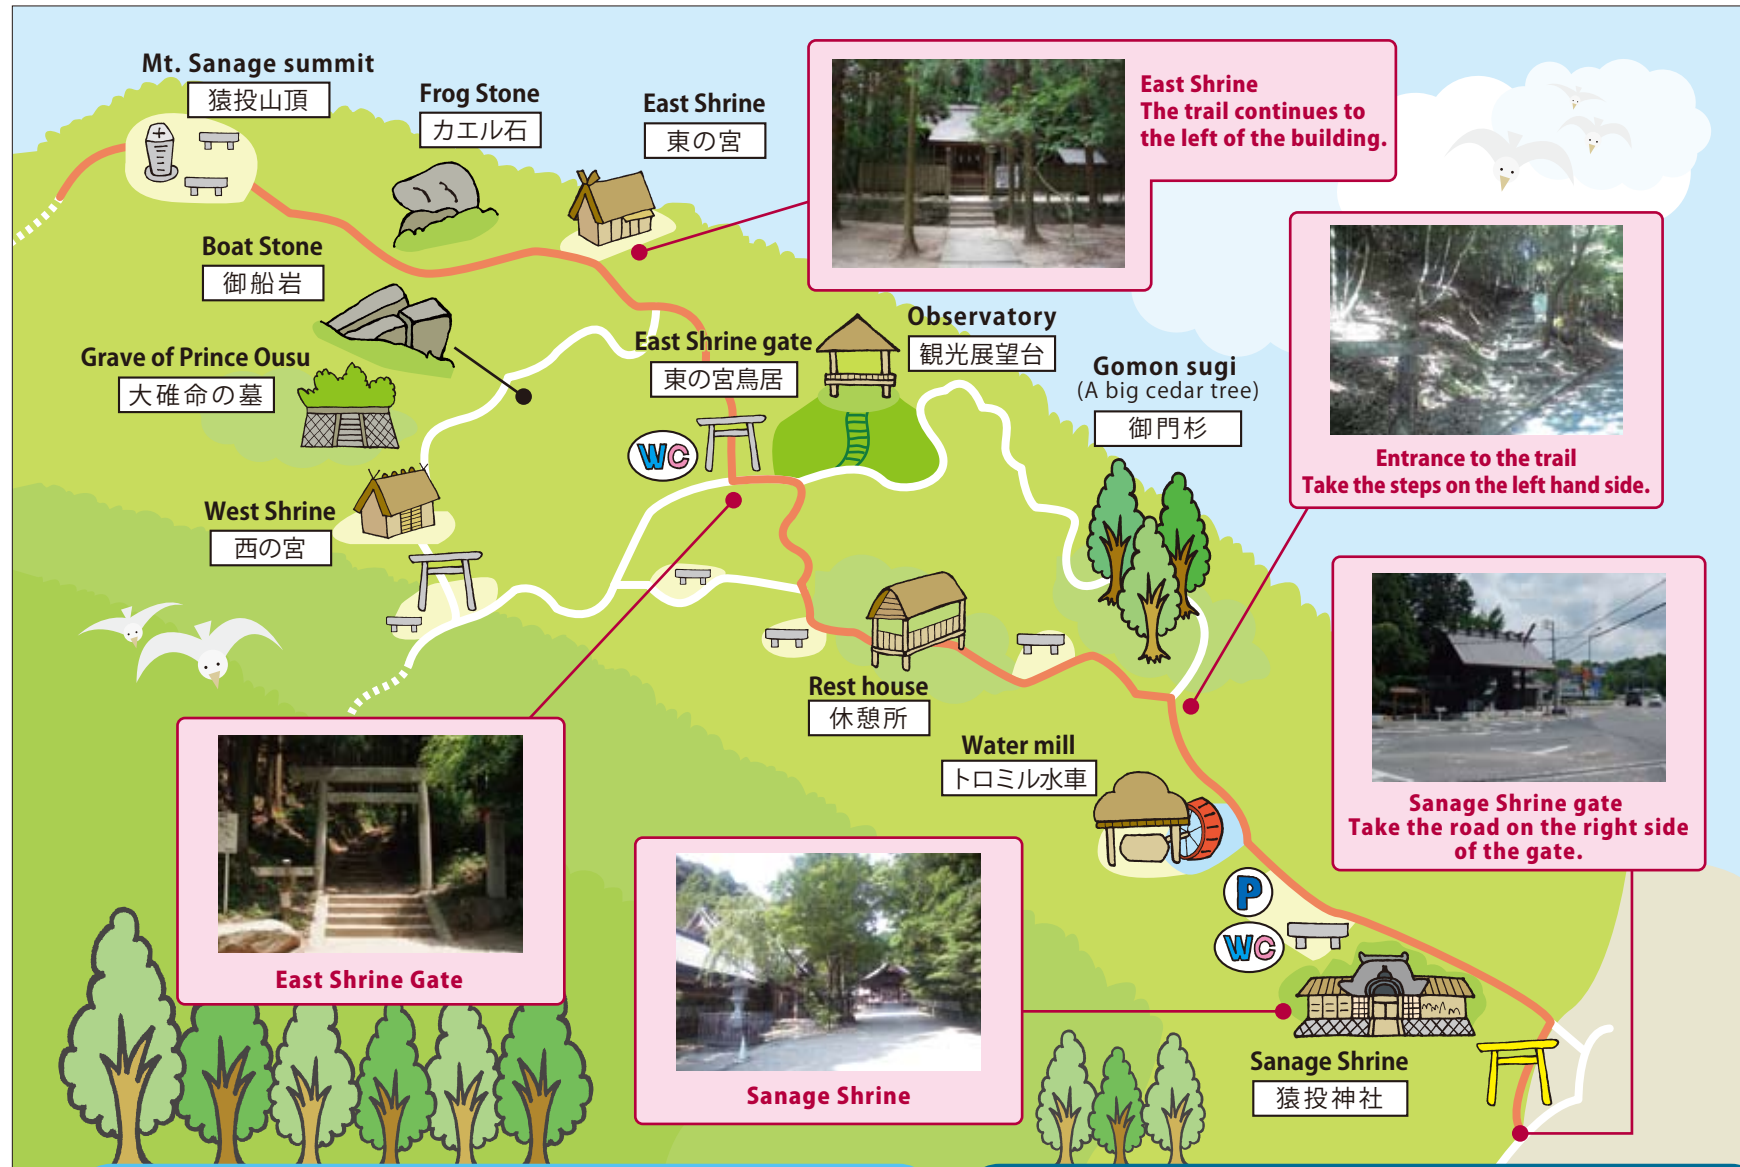 Mt. Sanage summit
猿投山頂
Frog Stone
カエル石
East Shrine
東の宮
East Shrine
The trail continues to
the left of the building.
Boat Stone
御船岩
Grave of Prince Ousu
大碓命の墓
East Shrine gate
東の宮鳥居
Observatory
観光展望台
Gomon sugi
(A big cedar tree)
御門杉
WC
Entrance to the trail
Take the steps on the left hand side.
West Shrine
西の宮
Rest house
休憩所
Water mill
トロミル水車
Sanage Shrine gate
Take the road on the right side
of the gate.
P
WC
East Shrine Gate
Sanage Shrine
Sanage Shrine
猿投神社